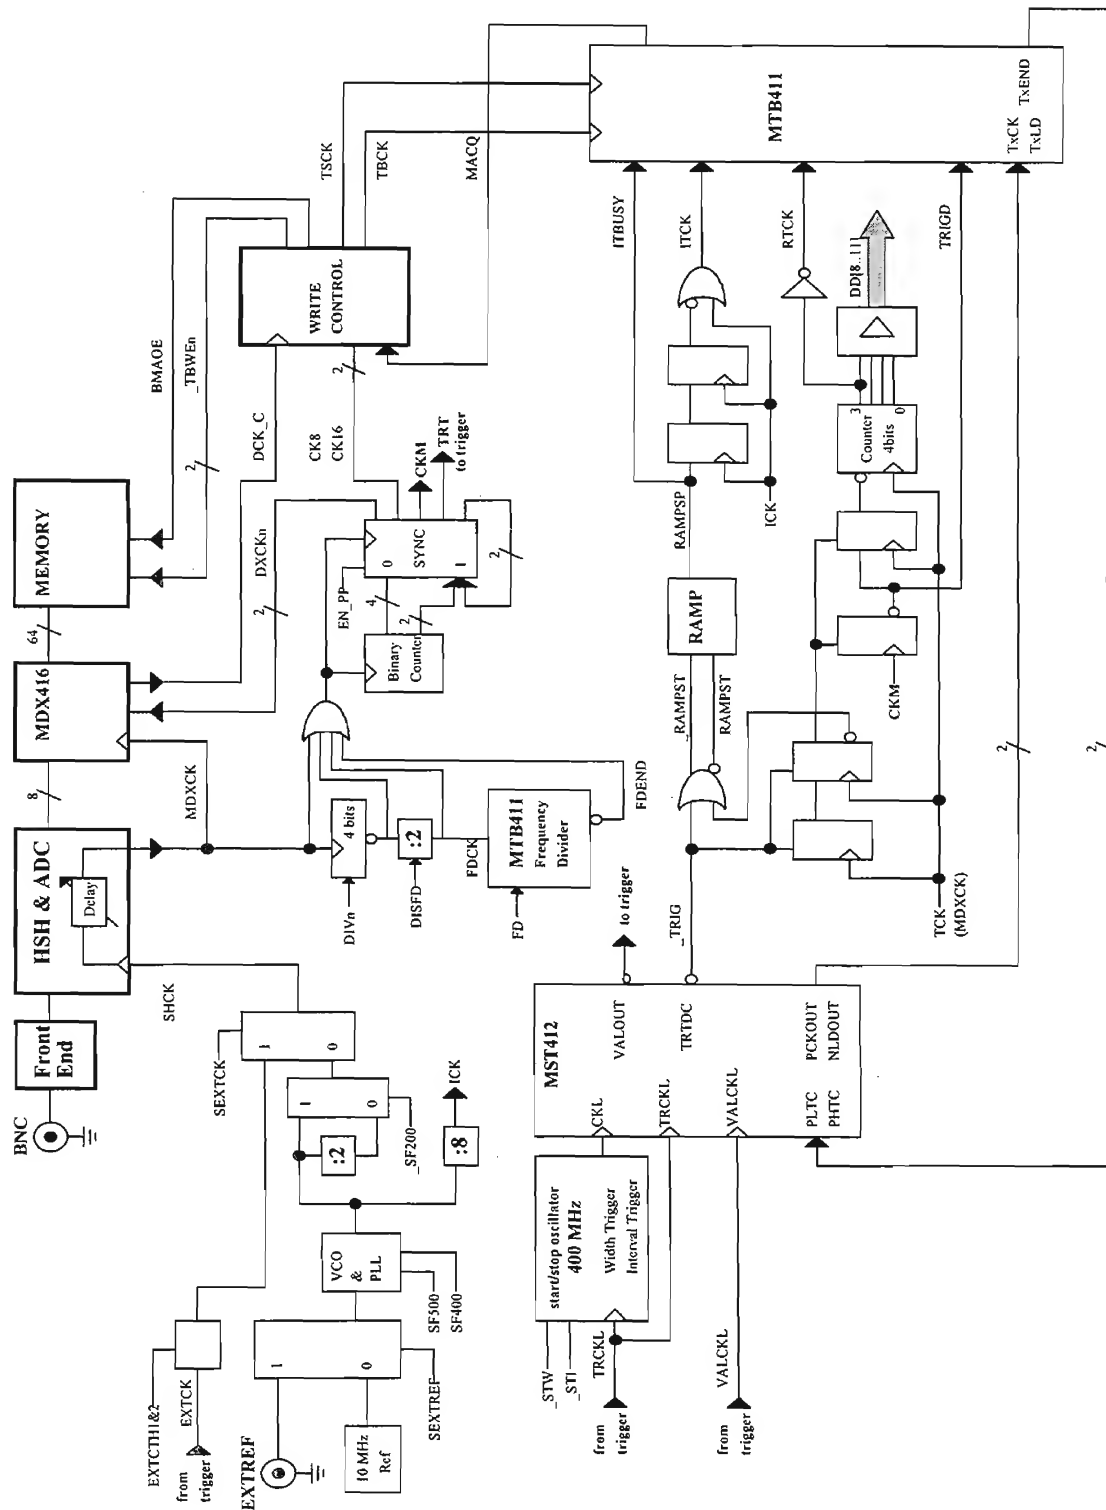 BNC
Front
End
HSH & ADC
Delay
SHCK
8
MDX416
MDXCK
64
MEMORY
BMAOE
_TBWEn
2
DCK_C
DXCKn
2
WRITE
CONTROL
TSCK
TBCK
MACQ
CK8
CK16
2
CKM
TRT
to trigger
SYNC
0
1
EN_PP
4
2
2
Binary
Counter
4 bits
DIVn
:2
DISFD
FDCK
MTB411
Frequency
Divider
FD
FDEND
SEXTCK
1
0
1
0
_SF200
:2
:8
ICK
VCO
&
PLL
SF500
SF400
EXTCTH1&2
EXTCK
from
trigger
EXTREF
1
0
10 MHz
Ref
SEXTREF
start/stop oscillator
400 MHz
Width Trigger
Interval Trigger
_STW
_STI
TRCKL
from
trigger
VALCKL
from
trigger
MST412
CKL
TRCKL
VALCKL
PLTC
PHTC
VALOUT
TRTDC
PCKOUT
NLDOUT
to trigger
_TRIG
TCK
(MDXCK)
_RAMPST
RAMPST
RAMP
RAMPSP
ICK
CKM
Counter
4bits
3
0
DD[8..11]
ITBUSY
ITCK
RTCK
TRIGD
MTB411
TxCK
TxLD
TxEND
2
2